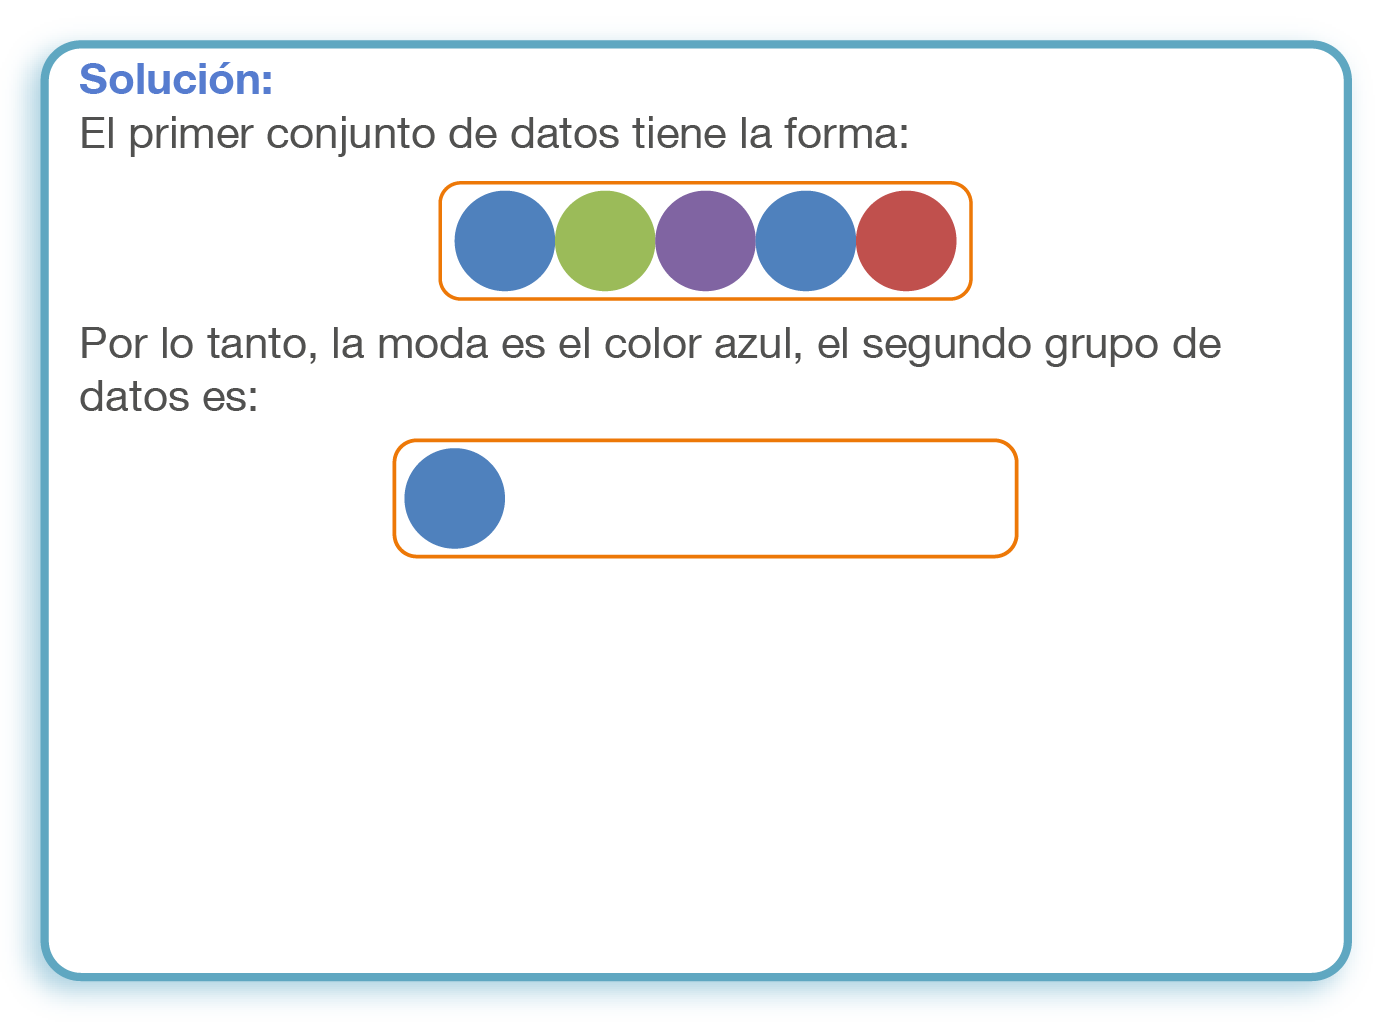 Solución:
El primer conjunto de datos tiene la forma:
Por lo tanto, la moda es el color azul, el segundo grupo de
datos es: